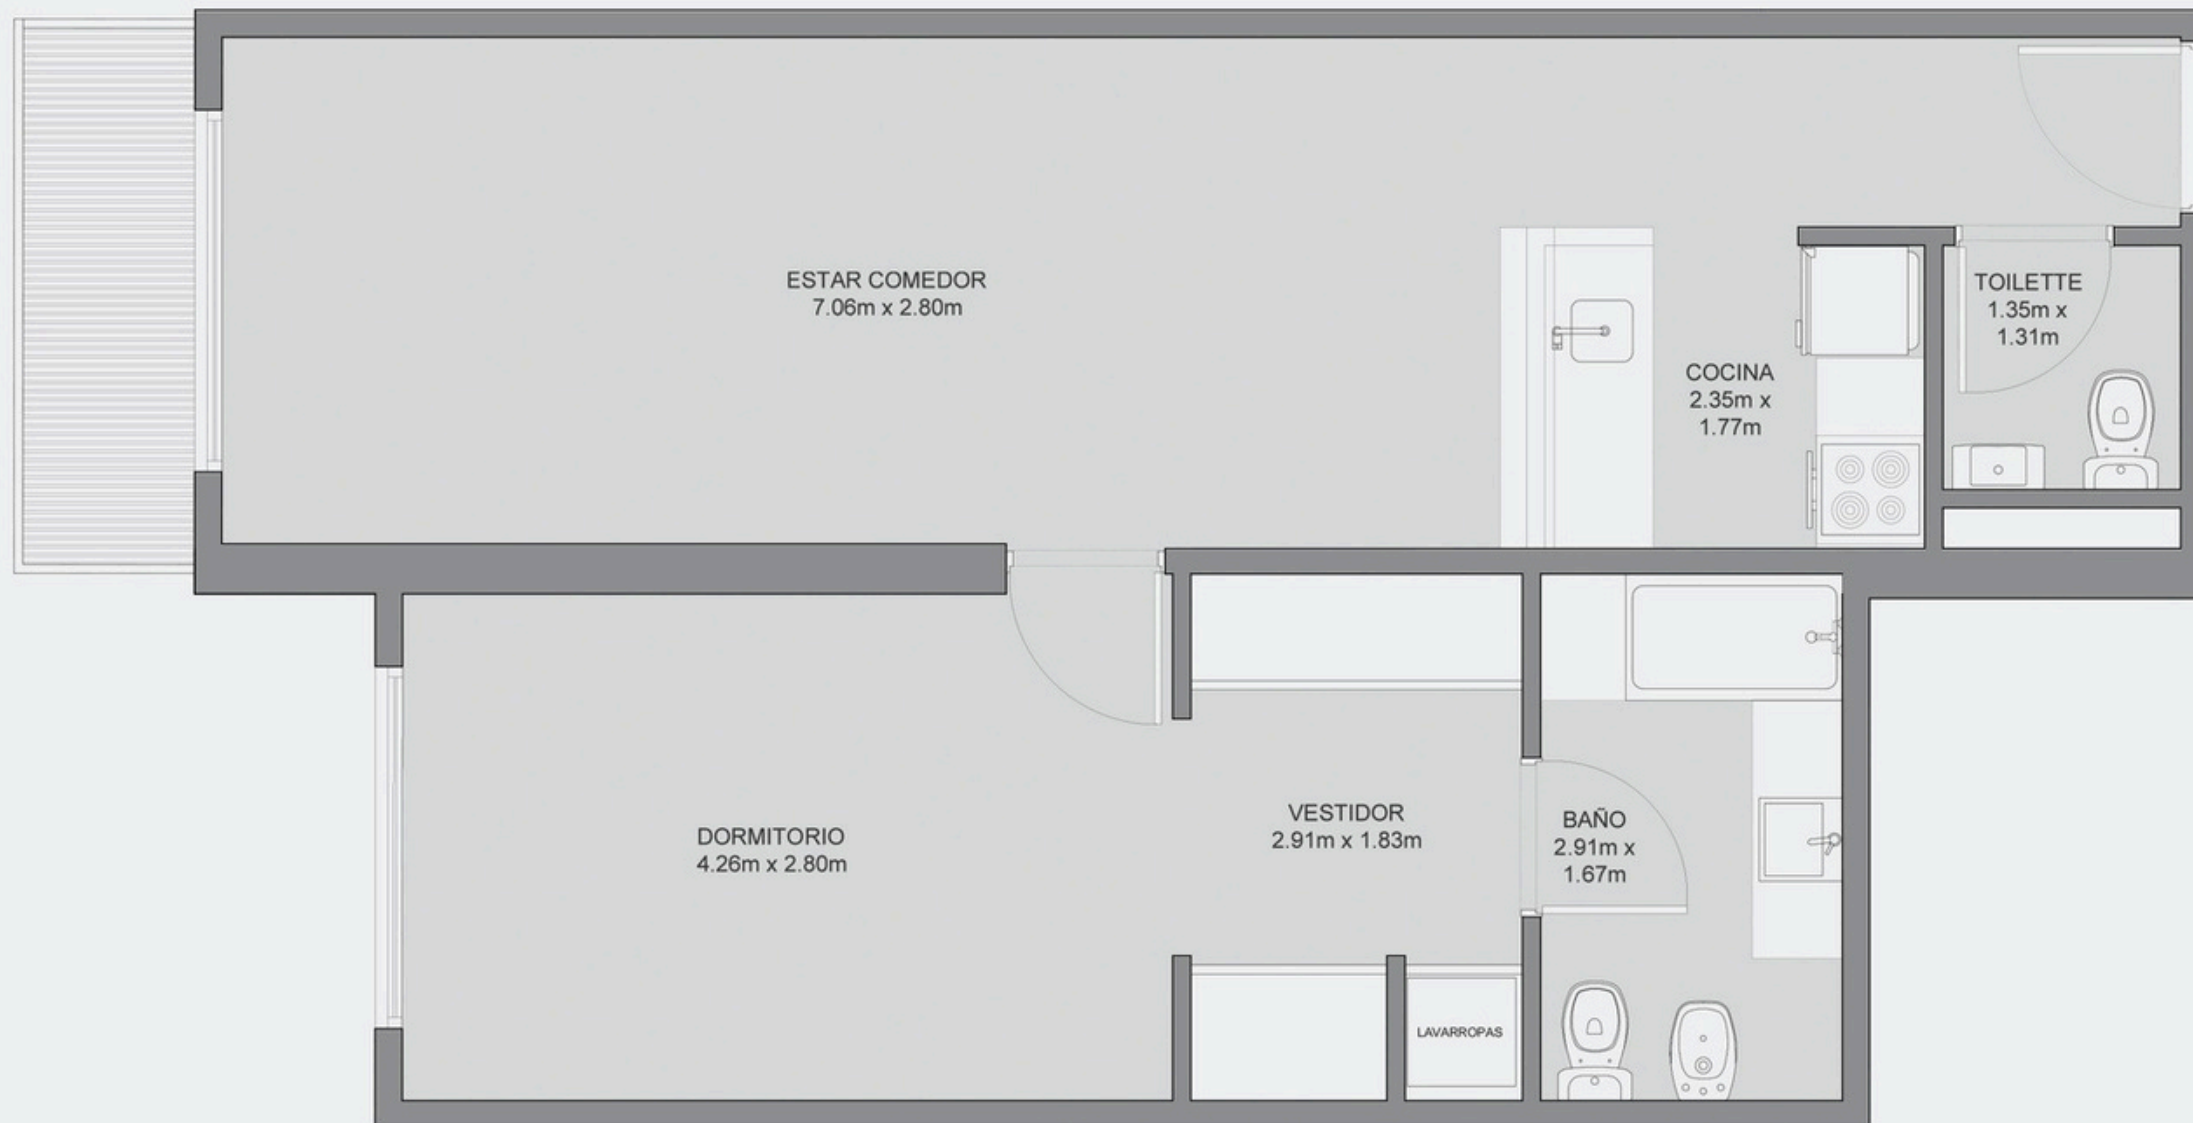 ESTAR COMEDOR
7.06m x 2.80m
TOILETTE
1.35m x
1.31m
COCINA
2.35m x
1.77m
DORMITORIO
4.26m x 2.80m
VESTIDOR
2.91m x 1.83m
BAÑO
2.91m x
1.67m
LAVARROPAS